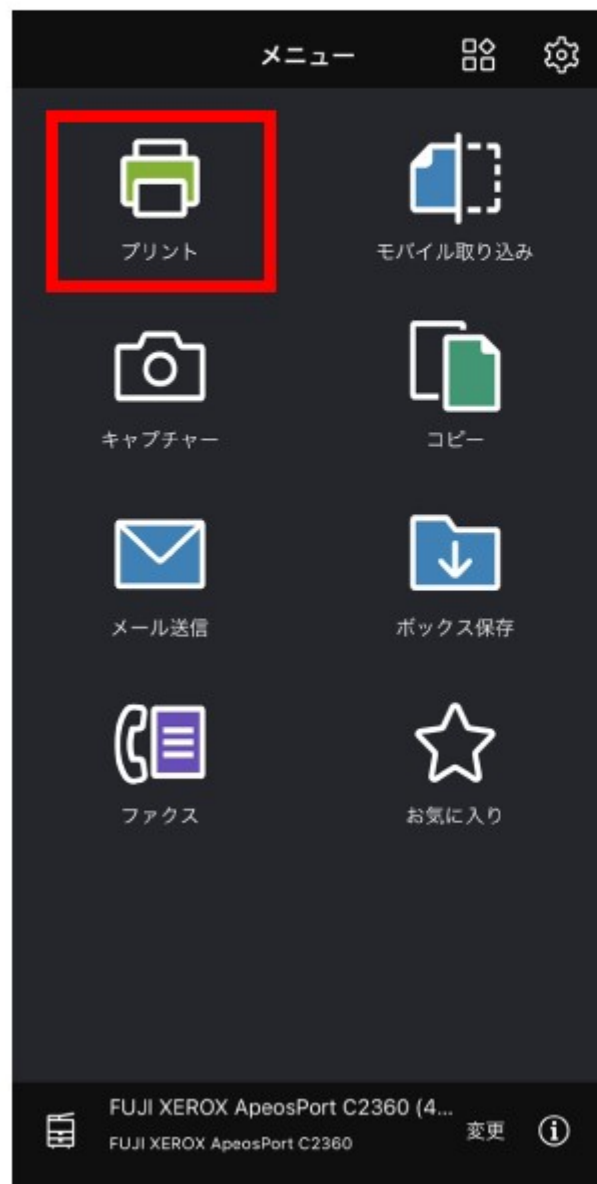 メニュー
プリント
モバイル取り込み
キャプチャー
コピー
メール送信
ボックス保存
ファクス
お気に入り
FUJI XEROX ApeosPort C2360 (4...
FUJI XEROX ApeosPort C2360
変更